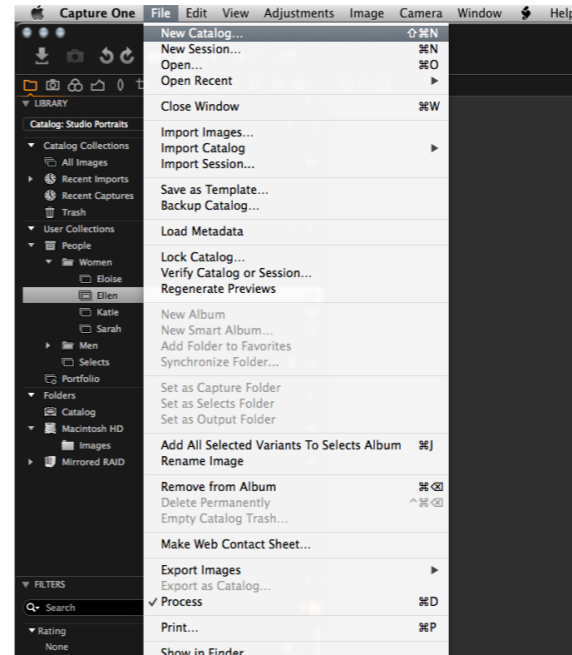 Capture One File Edit View Adjustments Image Camera Window Help
New Catalog... ⇧⌘N
New Session... ⌘N
Open... ⌘O
Open Recent ▶
Close Window ⌘W
Import Images...
Import Catalog ▶
Import Session...
Save as Template...
Backup Catalog...
Load Metadata
Lock Catalog...
Verify Catalog or Session...
Regenerate Previews
New Album
New Smart Album...
Add Folder to Favorites
Synchronize Folder...
Set as Capture Folder
Set as Selects Folder
Set as Output Folder
Add All Selected Variants To Selects Album ⌘J
Rename Image
Remove from Album ⌘⌫
Delete Permanently ^⌘⌫
Empty Catalog Trash...
Make Web Contact Sheet...
Export Images ▶
Export as Catalog...
✓ Process ⌘D
Print... ⌘P
Show in Finder
LIBRARY
Catalog: Studio Portraits
Catalog Collections
All Images
Recent Imports
Recent Captures
Trash
User Collections
People
Women
Eloise
Ellen
Katie
Sarah
Men
Selects
Portfolio
Folders
Catalog
Macintosh HD
Images
Mirrored RAID
FILTERS
Search
Rating
None